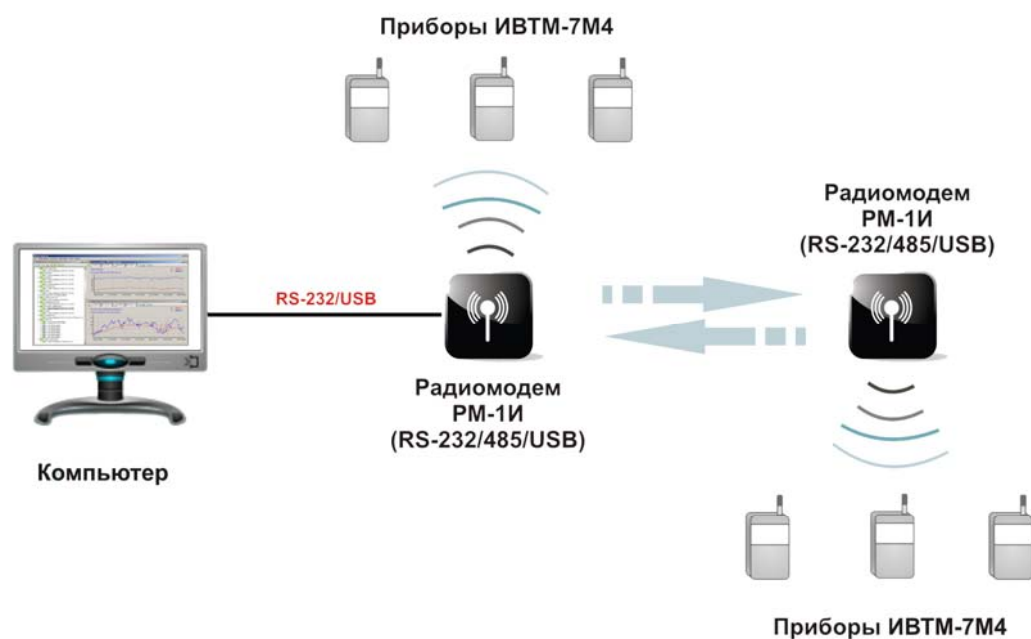 Приборы ИВТМ-7М4
Радиомодем
РМ-1И
(RS-232/485/USB)
RS-232/USB
Радиомодем
РМ-1И
(RS-232/485/USB)
Компьютер
Приборы ИВТМ-7М4